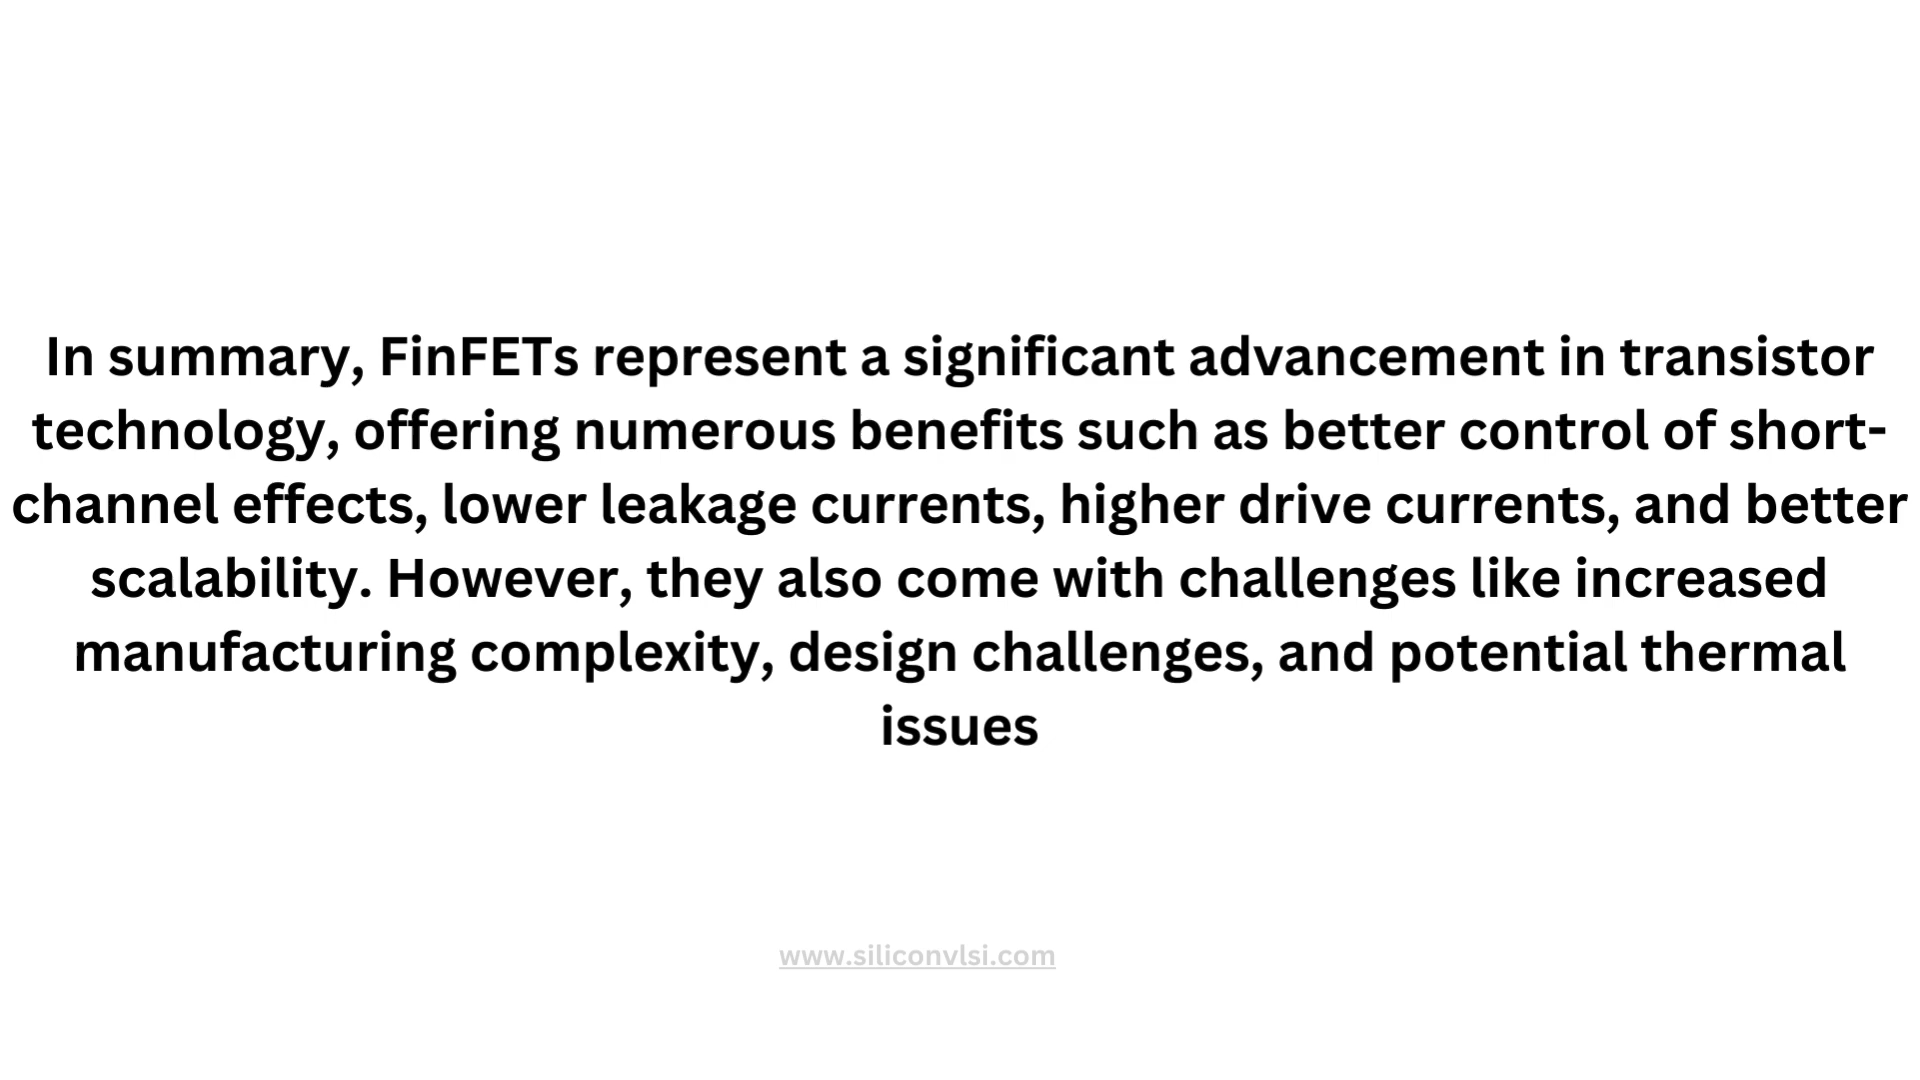 In summary, FinFETs represent a significant advancement in transistor
technology, offering numerous benefits such as better control of short-
channel effects, lower leakage currents, higher drive currents, and better
scalability. However, they also come with challenges like increased
manufacturing complexity, design challenges, and potential thermal
issues
www.siliconvlsi.com